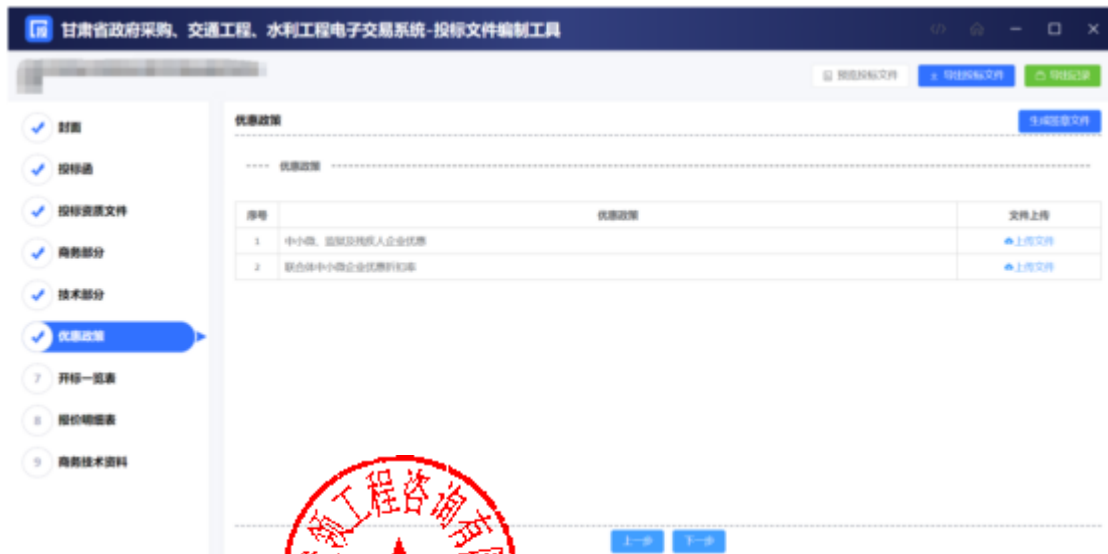 甘肃省政府采购、交通工程、水利工程电子交易系统-投标文件编制工具
预览投标文件
导出投标文件
导出记录
封面
投标函
投标资质文件
商务部分
技术部分
优惠政策
7 开标一览表
8 报价明细表
9 商务技术资料
优惠政策
生成签章文件
优惠政策
序号 优惠政策 文件上传
1 中小微、监狱及残疾人企业优惠 上传文件
2 联合体中小微企业优惠折扣率 上传文件
工程咨询有
上一步 下一步